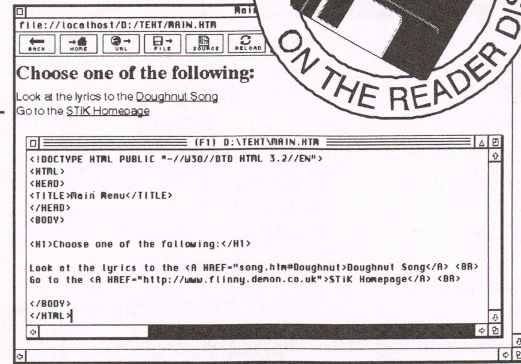 Mai
file://localhost/D:/TEXT/MAIN.HTM
BACK HOME URL FILE SOURCE RELOAD
ON THE READER DIS
Choose one of the following:
Look at the lyrics to the Doughnut Song
Go to the STiK Homepage
(F1) D:\TEXT\MAIN.HTM
<!DOCTYPE HTML PUBLIC "-//W3O//DTD HTML 3.2//EN">
<HTML>
<HEAD>
<TITLE>Main Menu</TITLE>
</HEAD>
<BODY>
<H1>Choose one of the following:</H1>
Look at the lyrics to the <A HREF="song.htm#Doughnut>Doughnut Song</A> <BR>
Go to the <A HREF="http://www.flinny.demon.co.uk">STiK Homepage</A> <BR>
</BODY>
</HTML>